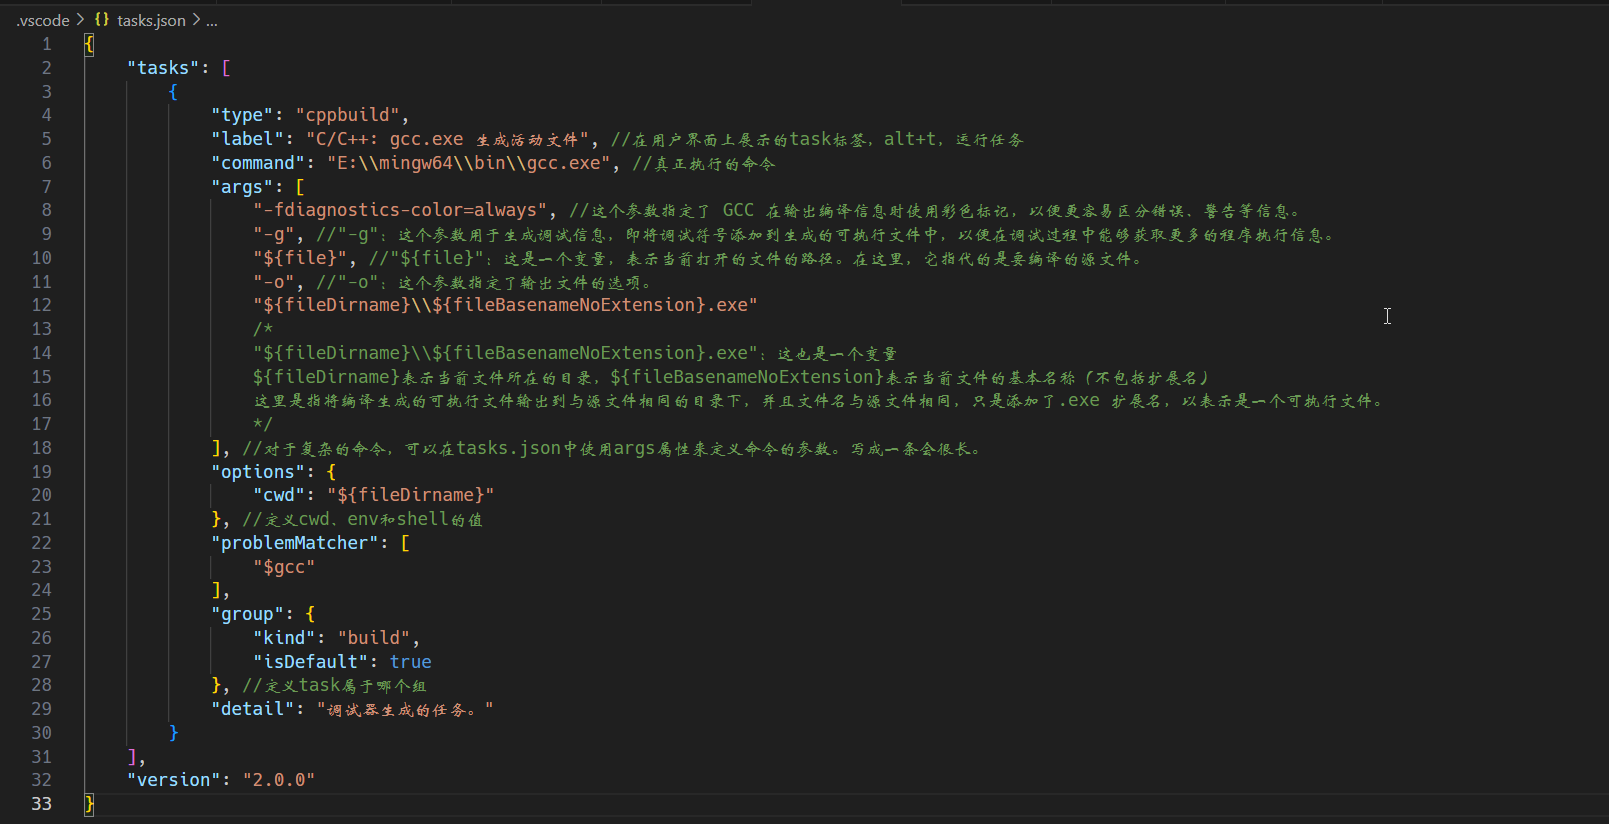 .vscode > {} tasks.json > ...
1 {
2 "tasks": [
3 {
4 "type": "cppbuild",
5 "label": "C/C++: gcc.exe 生成活动文件", //在用户界面上展示的task标签，alt+t，运行任务
6 "command": "E:\\mingw64\\bin\\gcc.exe", //真正执行的命令
7 "args": [
8 "-fdiagnostics-color=always", //这个参数指定了 GCC 在输出编译信息时使用彩色标记，以便更容易区分错误、警告等信息。
9 "-g", //"-g"：这个参数用于生成调试信息，即将调试符号添加到生成的可执行文件中，以便在调试过程中能够获取更多的程序执行信息。
10 "${file}", //"${file}"：这是一个变量，表示当前打开的文件的路径。在这里，它指代的是要编译的源文件。
11 "-o", //"-o"：这个参数指定了输出文件的选项。
12 "${fileDirname}\\${fileBasenameNoExtension}.exe"
13 /*
14 "${fileDirname}\\${fileBasenameNoExtension}.exe"：这也是一个变量
15 ${fileDirname}表示当前文件所在的目录，${fileBasenameNoExtension}表示当前文件的基本名称（不包括扩展名）
16 这里是指将编译生成的可执行文件输出到与源文件相同的目录下，并且文件名与源文件相同，只是添加了.exe 扩展名，以表示是一个可执行文件。
17 */
18 ], //对于复杂的命令，可以在tasks.json中使用args属性来定义命令的参数。写成一条会很长。
19 "options": {
20 "cwd": "${fileDirname}"
21 }, //定义cwd、env和shell的值
22 "problemMatcher": [
23 "$gcc"
24 ],
25 "group": {
26 "kind": "build",
27 "isDefault": true
28 }, //定义task属于哪个组
29 "detail": "调试器生成的任务。"
30 }
31 ],
32 "version": "2.0.0"
33 }